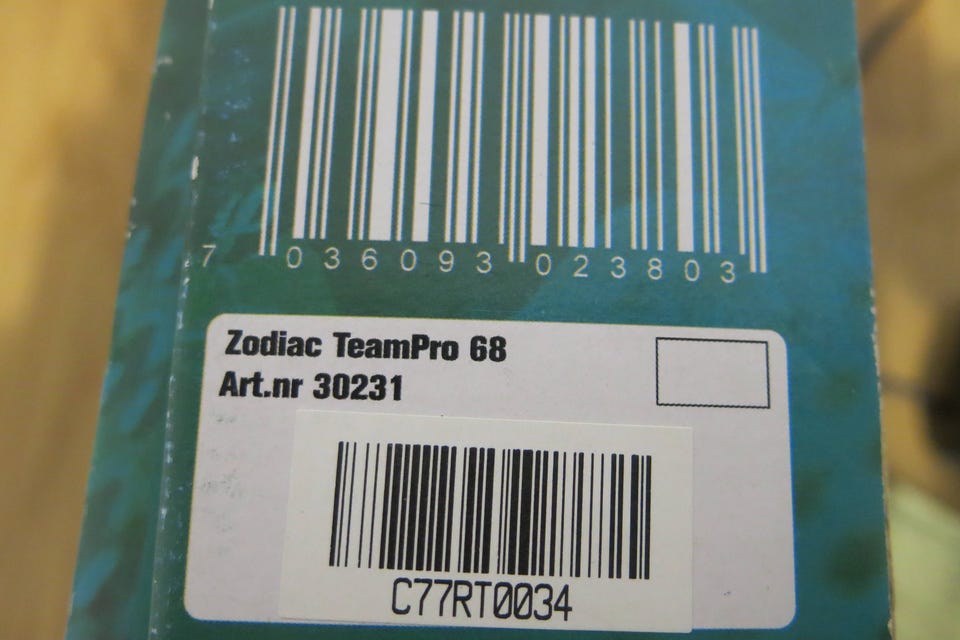 7 036093 023803
Zodiac TeamPro 68
Art.nr 30231
C77RT0034